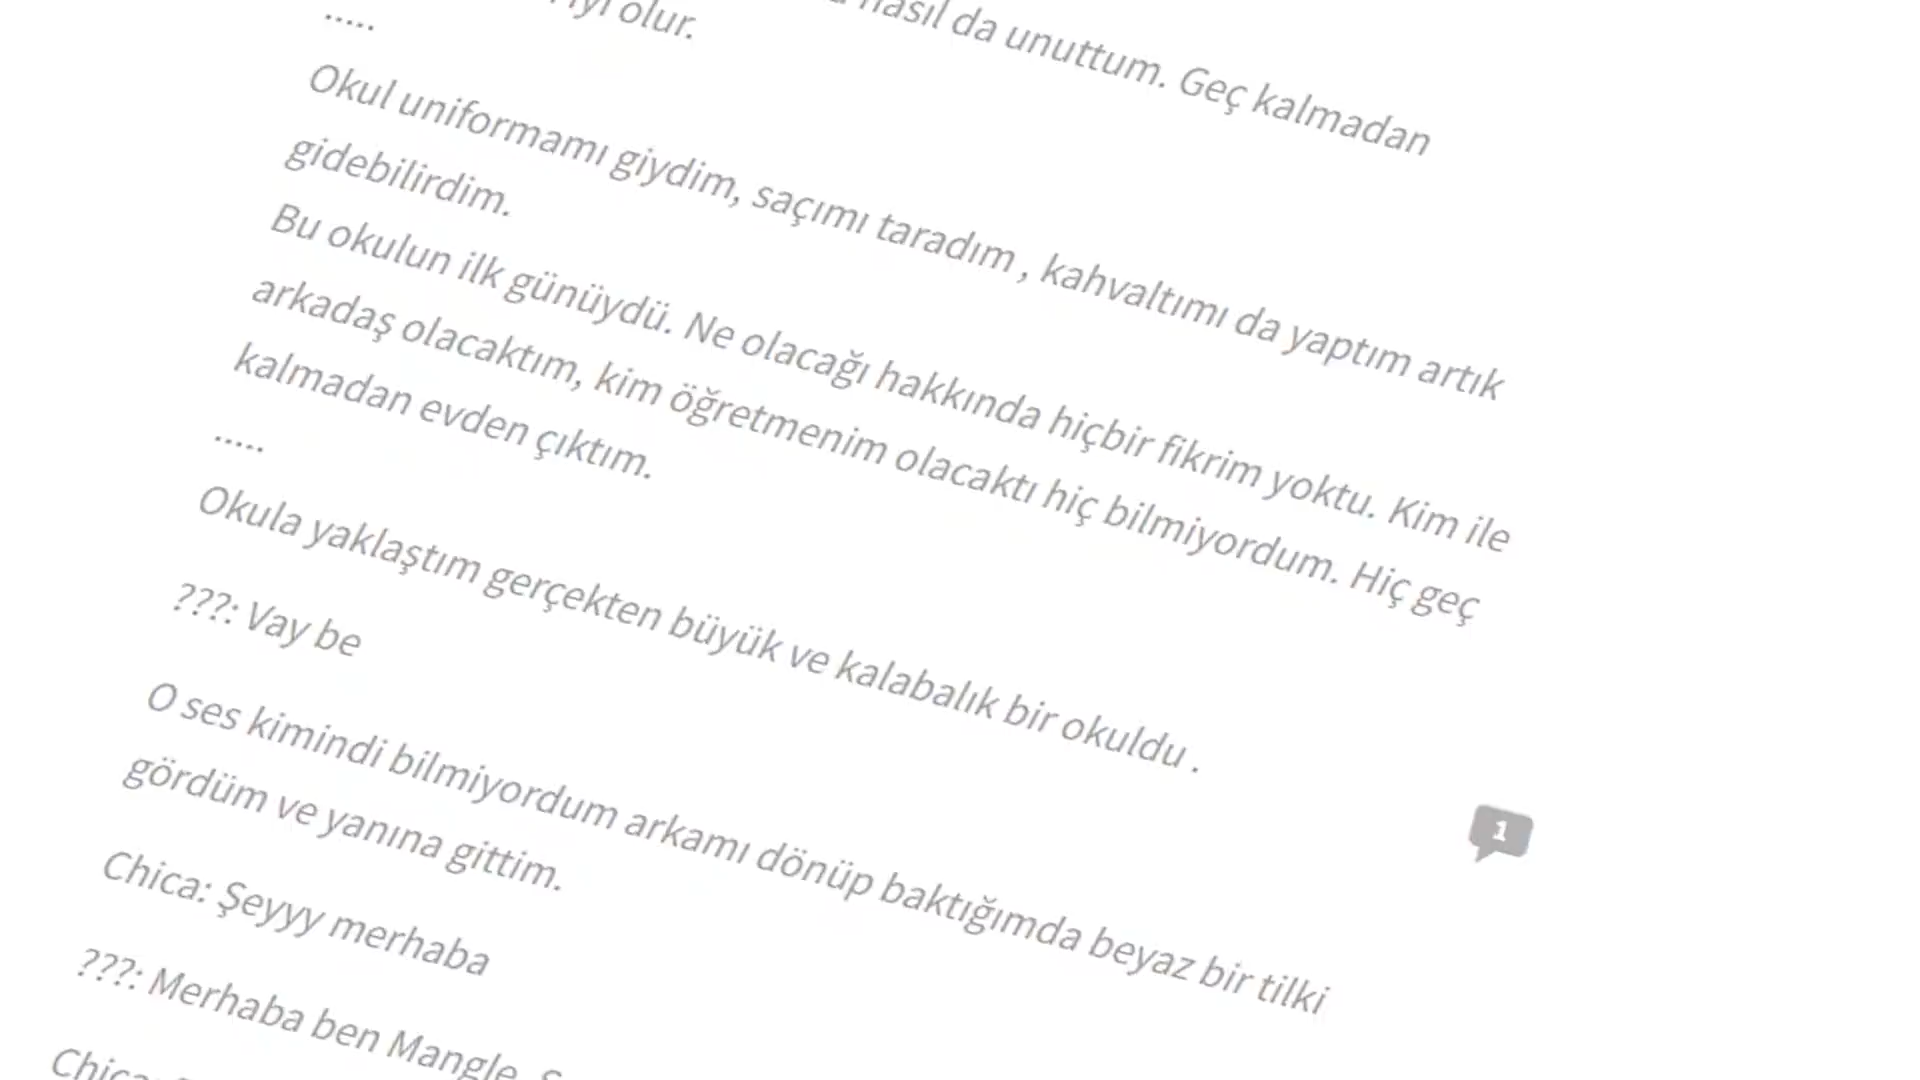 nasıl da unuttum. Geç kalmadan
iyi olur.
.....
Okul uniformamı giydim, saçımı taradım , kahvaltımı da yaptım artık
gidebilirdim.
Bu okulun ilk günüydü. Ne olacağı hakkında hiçbir fikrim yoktu. Kim ile
arkadaş olacaktım, kim öğretmenim olacaktı hiç bilmiyordum. Hiç geç
kalmadan evden çıktım.
.....
Okula yaklaştım gerçekten büyük ve kalabalık bir okuldu .
???: Vay be
1
O ses kimindi bilmiyordum arkamı dönüp baktığımda beyaz bir tilki
gördüm ve yanına gittim.
Chica: Şeyyy merhaba
???: Merhaba ben Mangle.
Chica: